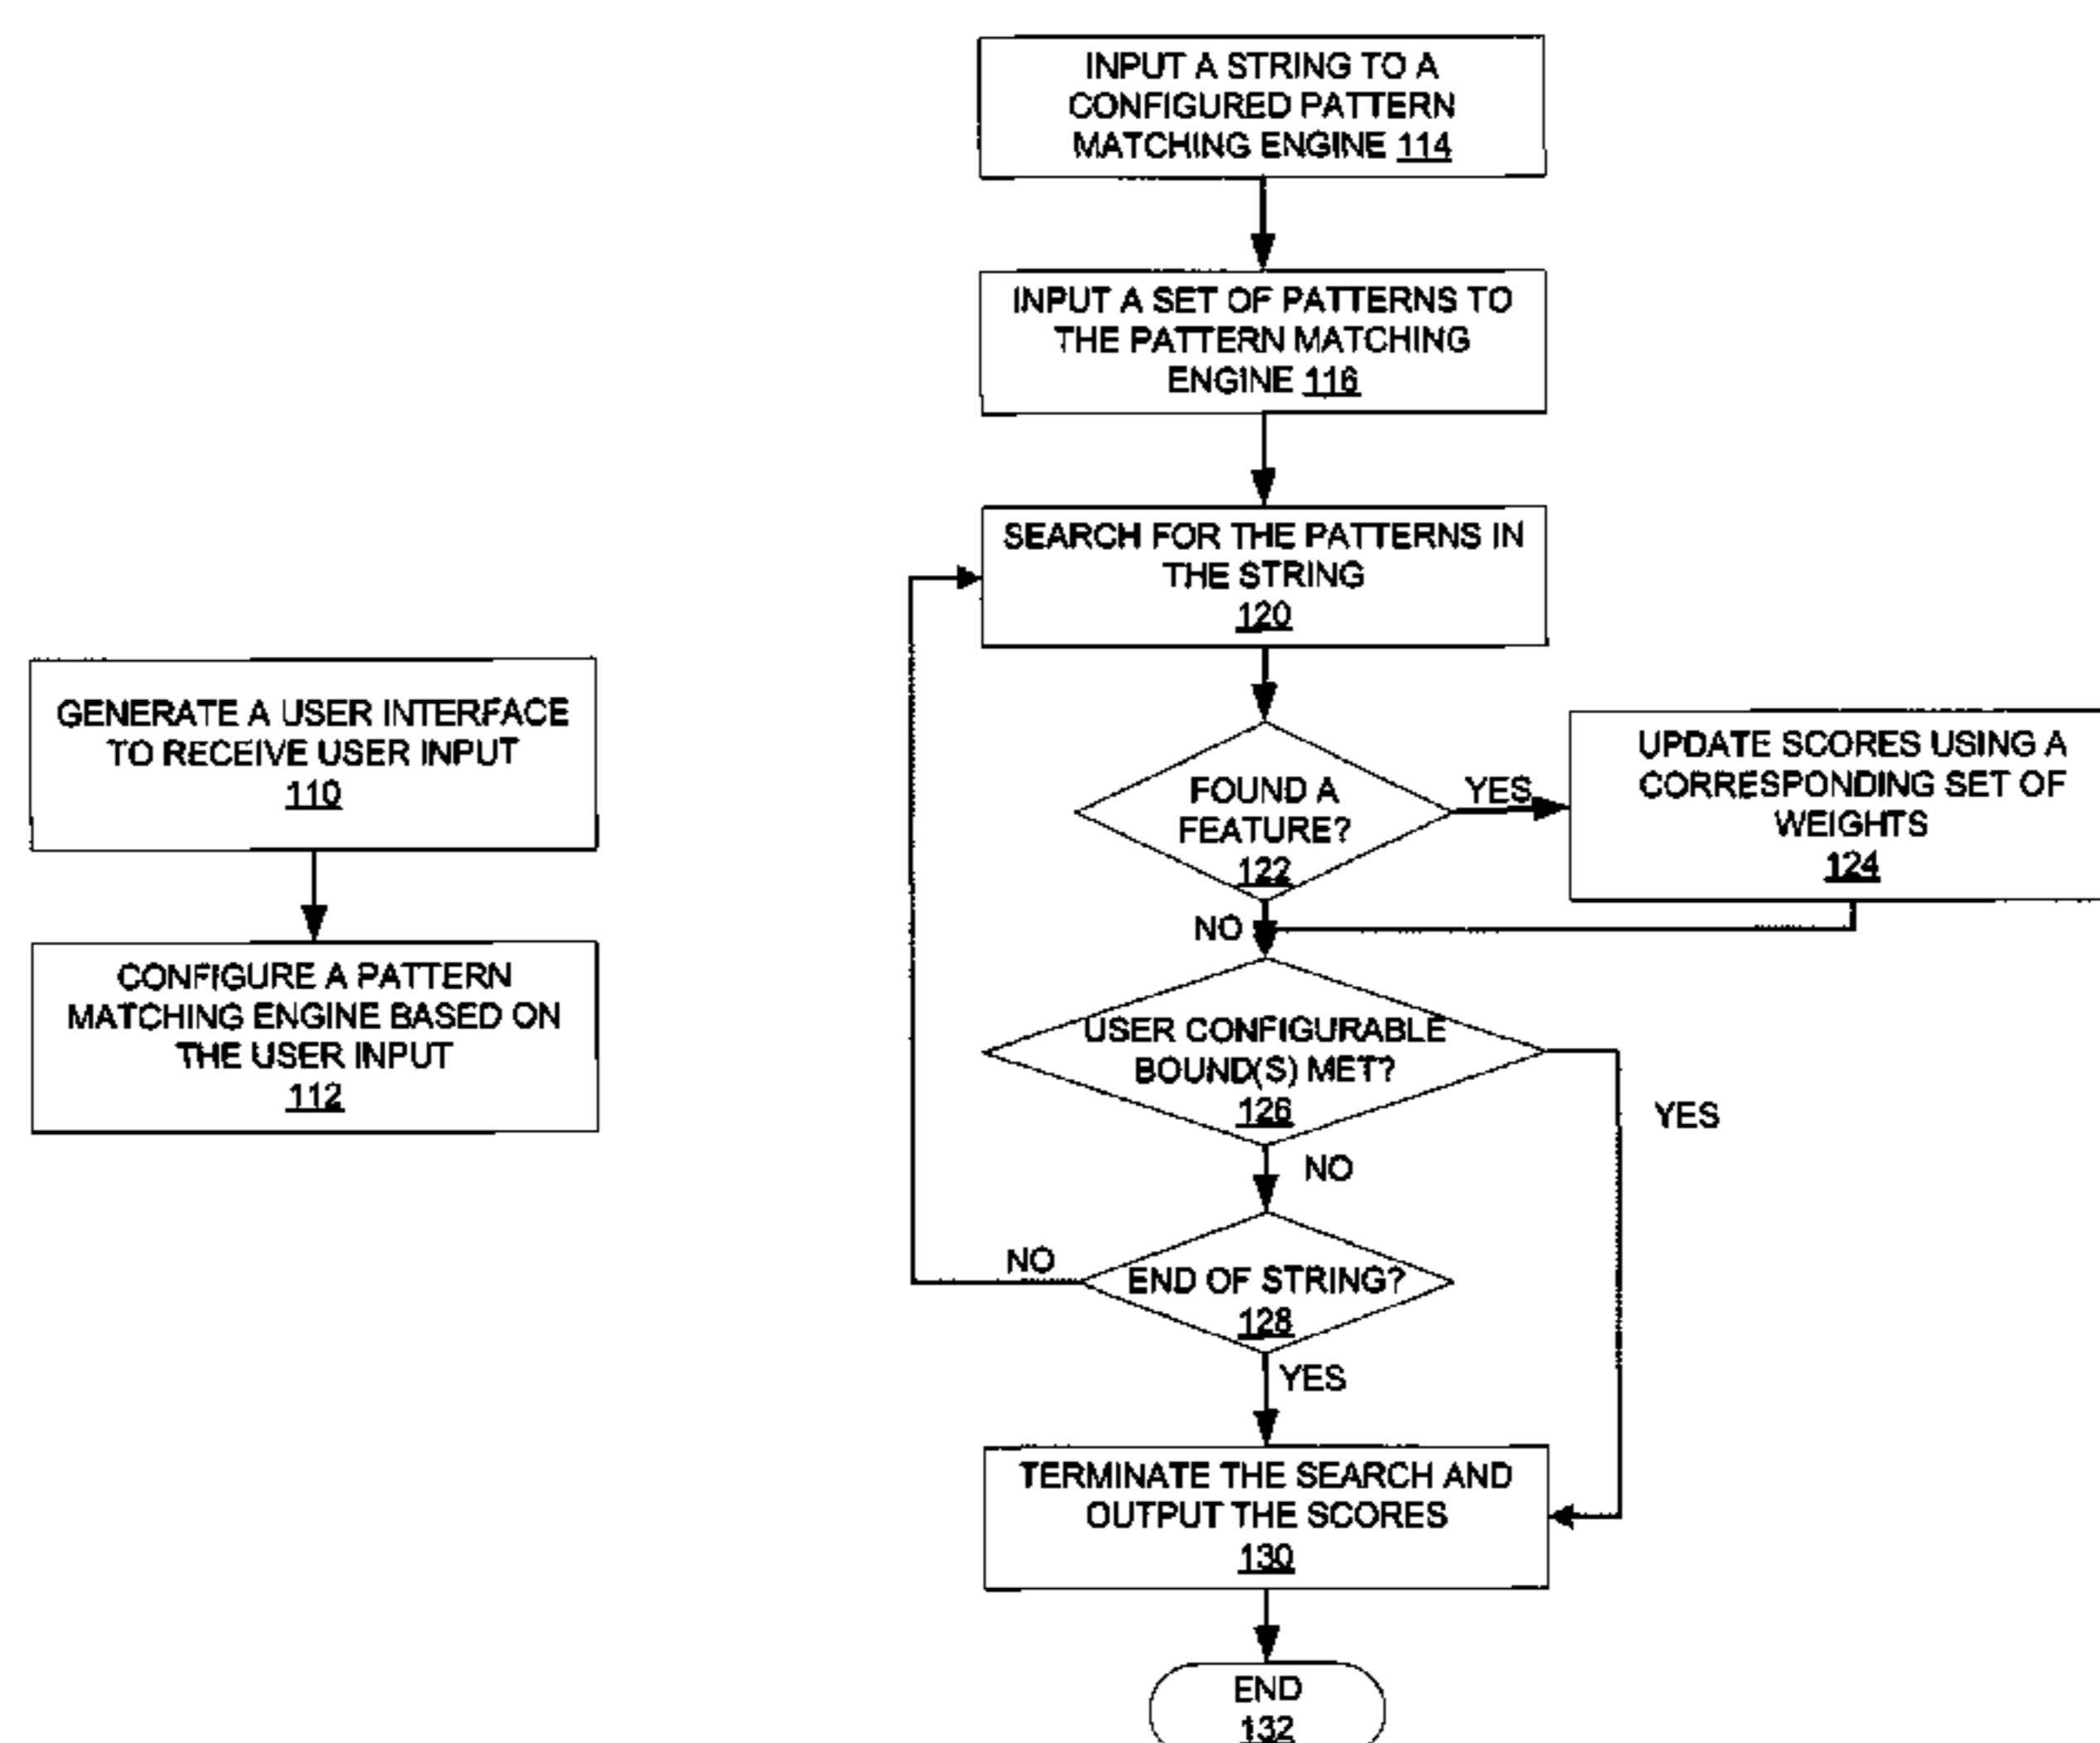 GENERATE A USER INTERFACE
TO RECEIVE USER INPUT
110
CONFIGURE A PATTERN
MATCHING ENGINE BASED ON
THE USER INPUT
112
INPUT A STRING TO A
CONFIGURED PATTERN
MATCHING ENGINE 114
INPUT A SET OF PATTERNS TO
THE PATTERN MATCHING
ENGINE 116
SEARCH FOR THE PATTERNS IN
THE STRING
120
FOUND A
FEATURE?
122
YES
UPDATE SCORES USING A
CORRESPONDING SET OF
WEIGHTS
124
NO
USER CONFIGURABLE
BOUND(S) MET?
126
YES
NO
END OF STRING?
128
NO
YES
TERMINATE THE SEARCH AND
OUTPUT THE SCORES
130
END
132